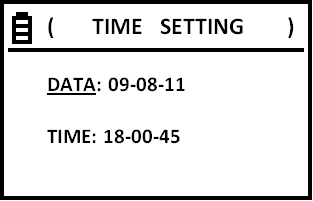 ( TIME SETTING )
DATA: 09-08-11
TIME: 18-00-45